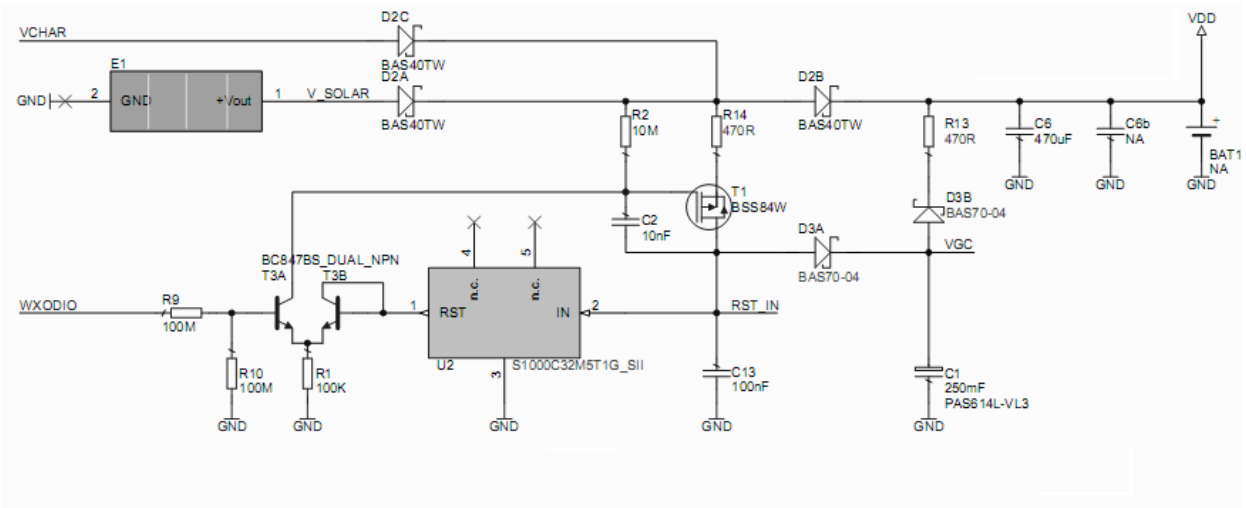 D2C
VCHAR
VDD
BAS40TW
E1
D2A
D2B
GND
2
GND
+Vout
1
V_SOLAR
BAS40TW
BAS40TW
R2
10M
R14
470R
R13
470R
C6
470uF
C6b
NA
+
BAT1
NA
GND
GND
GND
T1
BSS84W
D3B
BAS70-04
C2
10nF
D3A
VGC
BAS70-04
BC847BS_DUAL_NPN
T3A
T3B
4
5
n.c.
n.c.
WXODIO
R9
100M
1
RST
IN
2
RST_IN
U2
S1000C32M5T1G_SII
3
R10
100M
R1
100K
C13
100nF
C1
250mF
PAS614L-VL3
GND
GND
GND
GND
GND